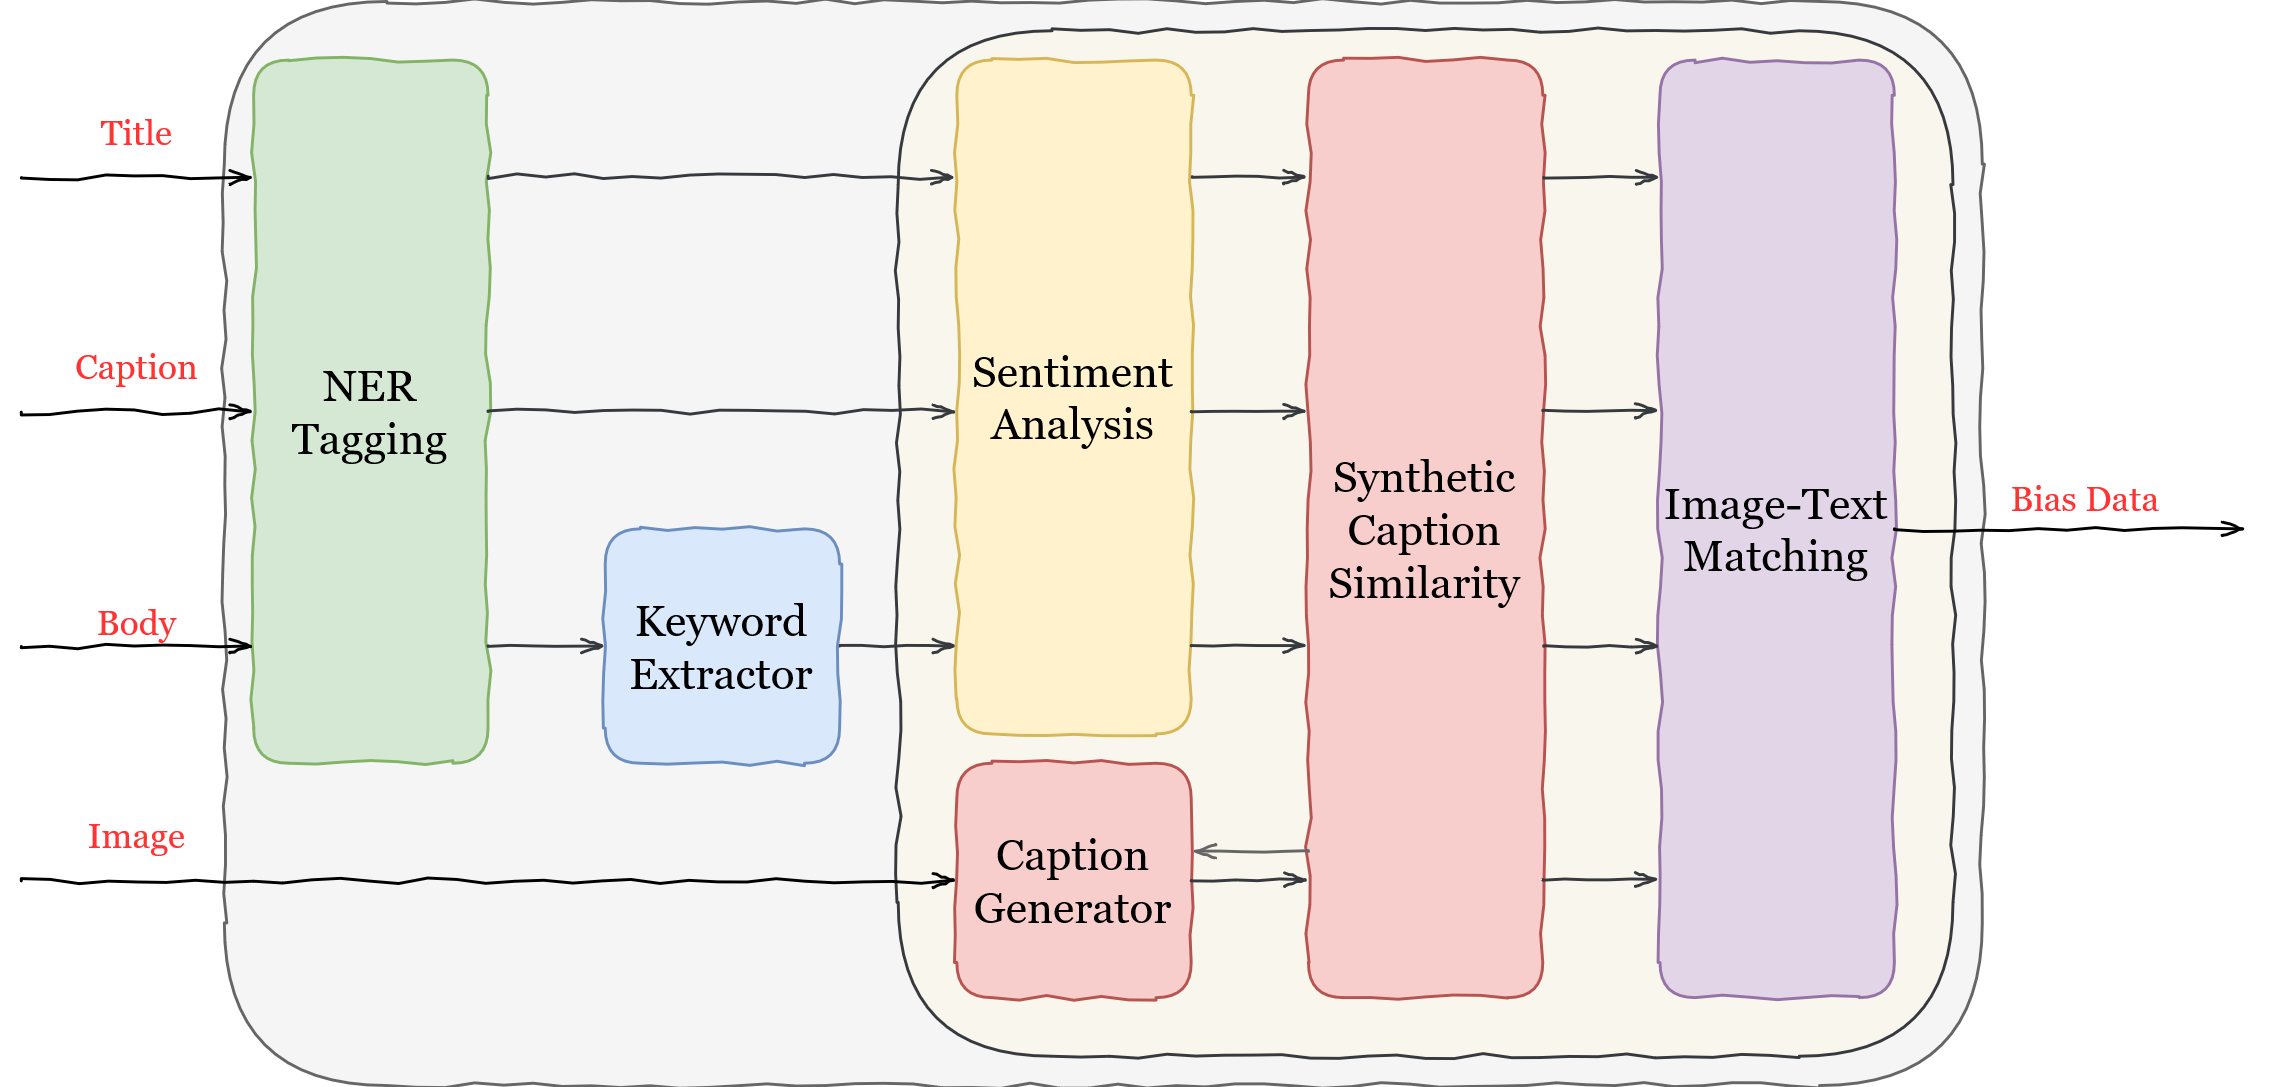 Title
Caption
Body
Image
NER
Tagging
Keyword
Extractor
Sentiment
Analysis
Caption
Generator
Synthetic
Caption
Similarity
Image-Text
Matching
Bias Data